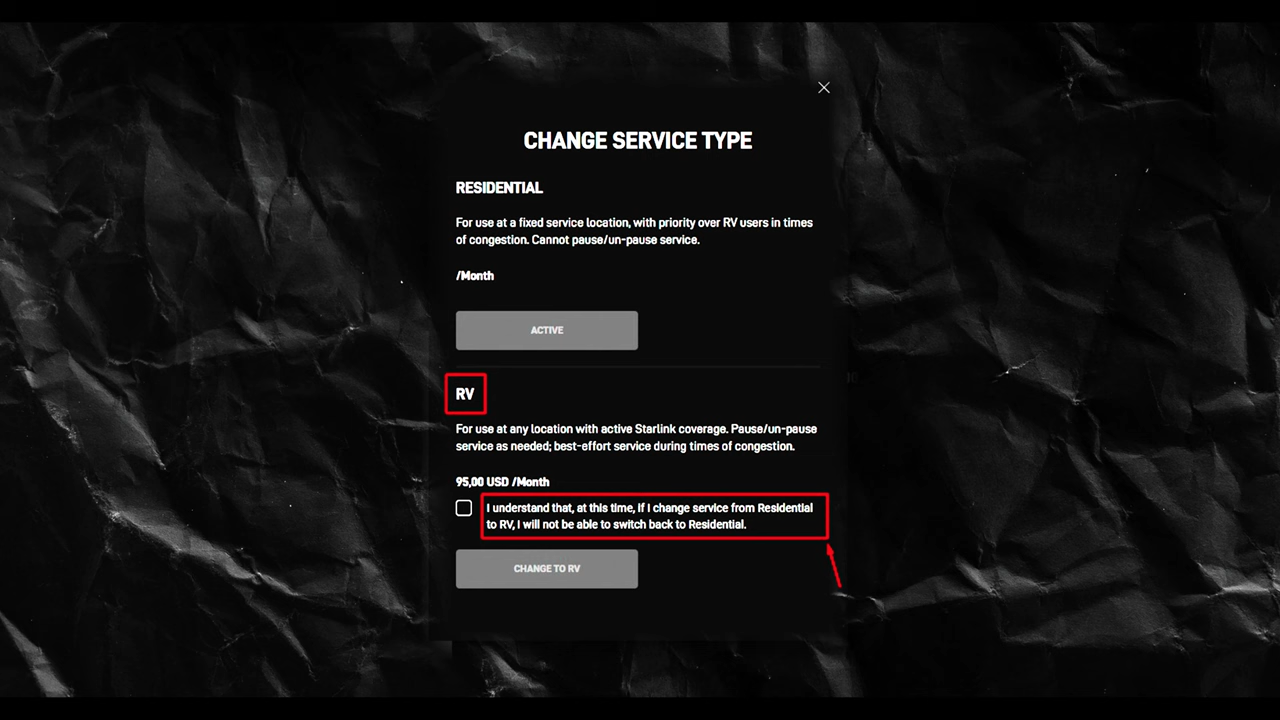 CHANGE SERVICE TYPE
RESIDENTIAL
For use at a fixed service location, with priority over RV users in times
of congestion. Cannot pause/un-pause service.
/Month
ACTIVE
RV
For use at any location with active Starlink coverage. Pause/un-pause
service as needed; best-effort service during times of congestion.
95,00 USD /Month
I understand that, at this time, if I change service from Residential
to RV, I will not be able to switch back to Residential.
CHANGE TO RV